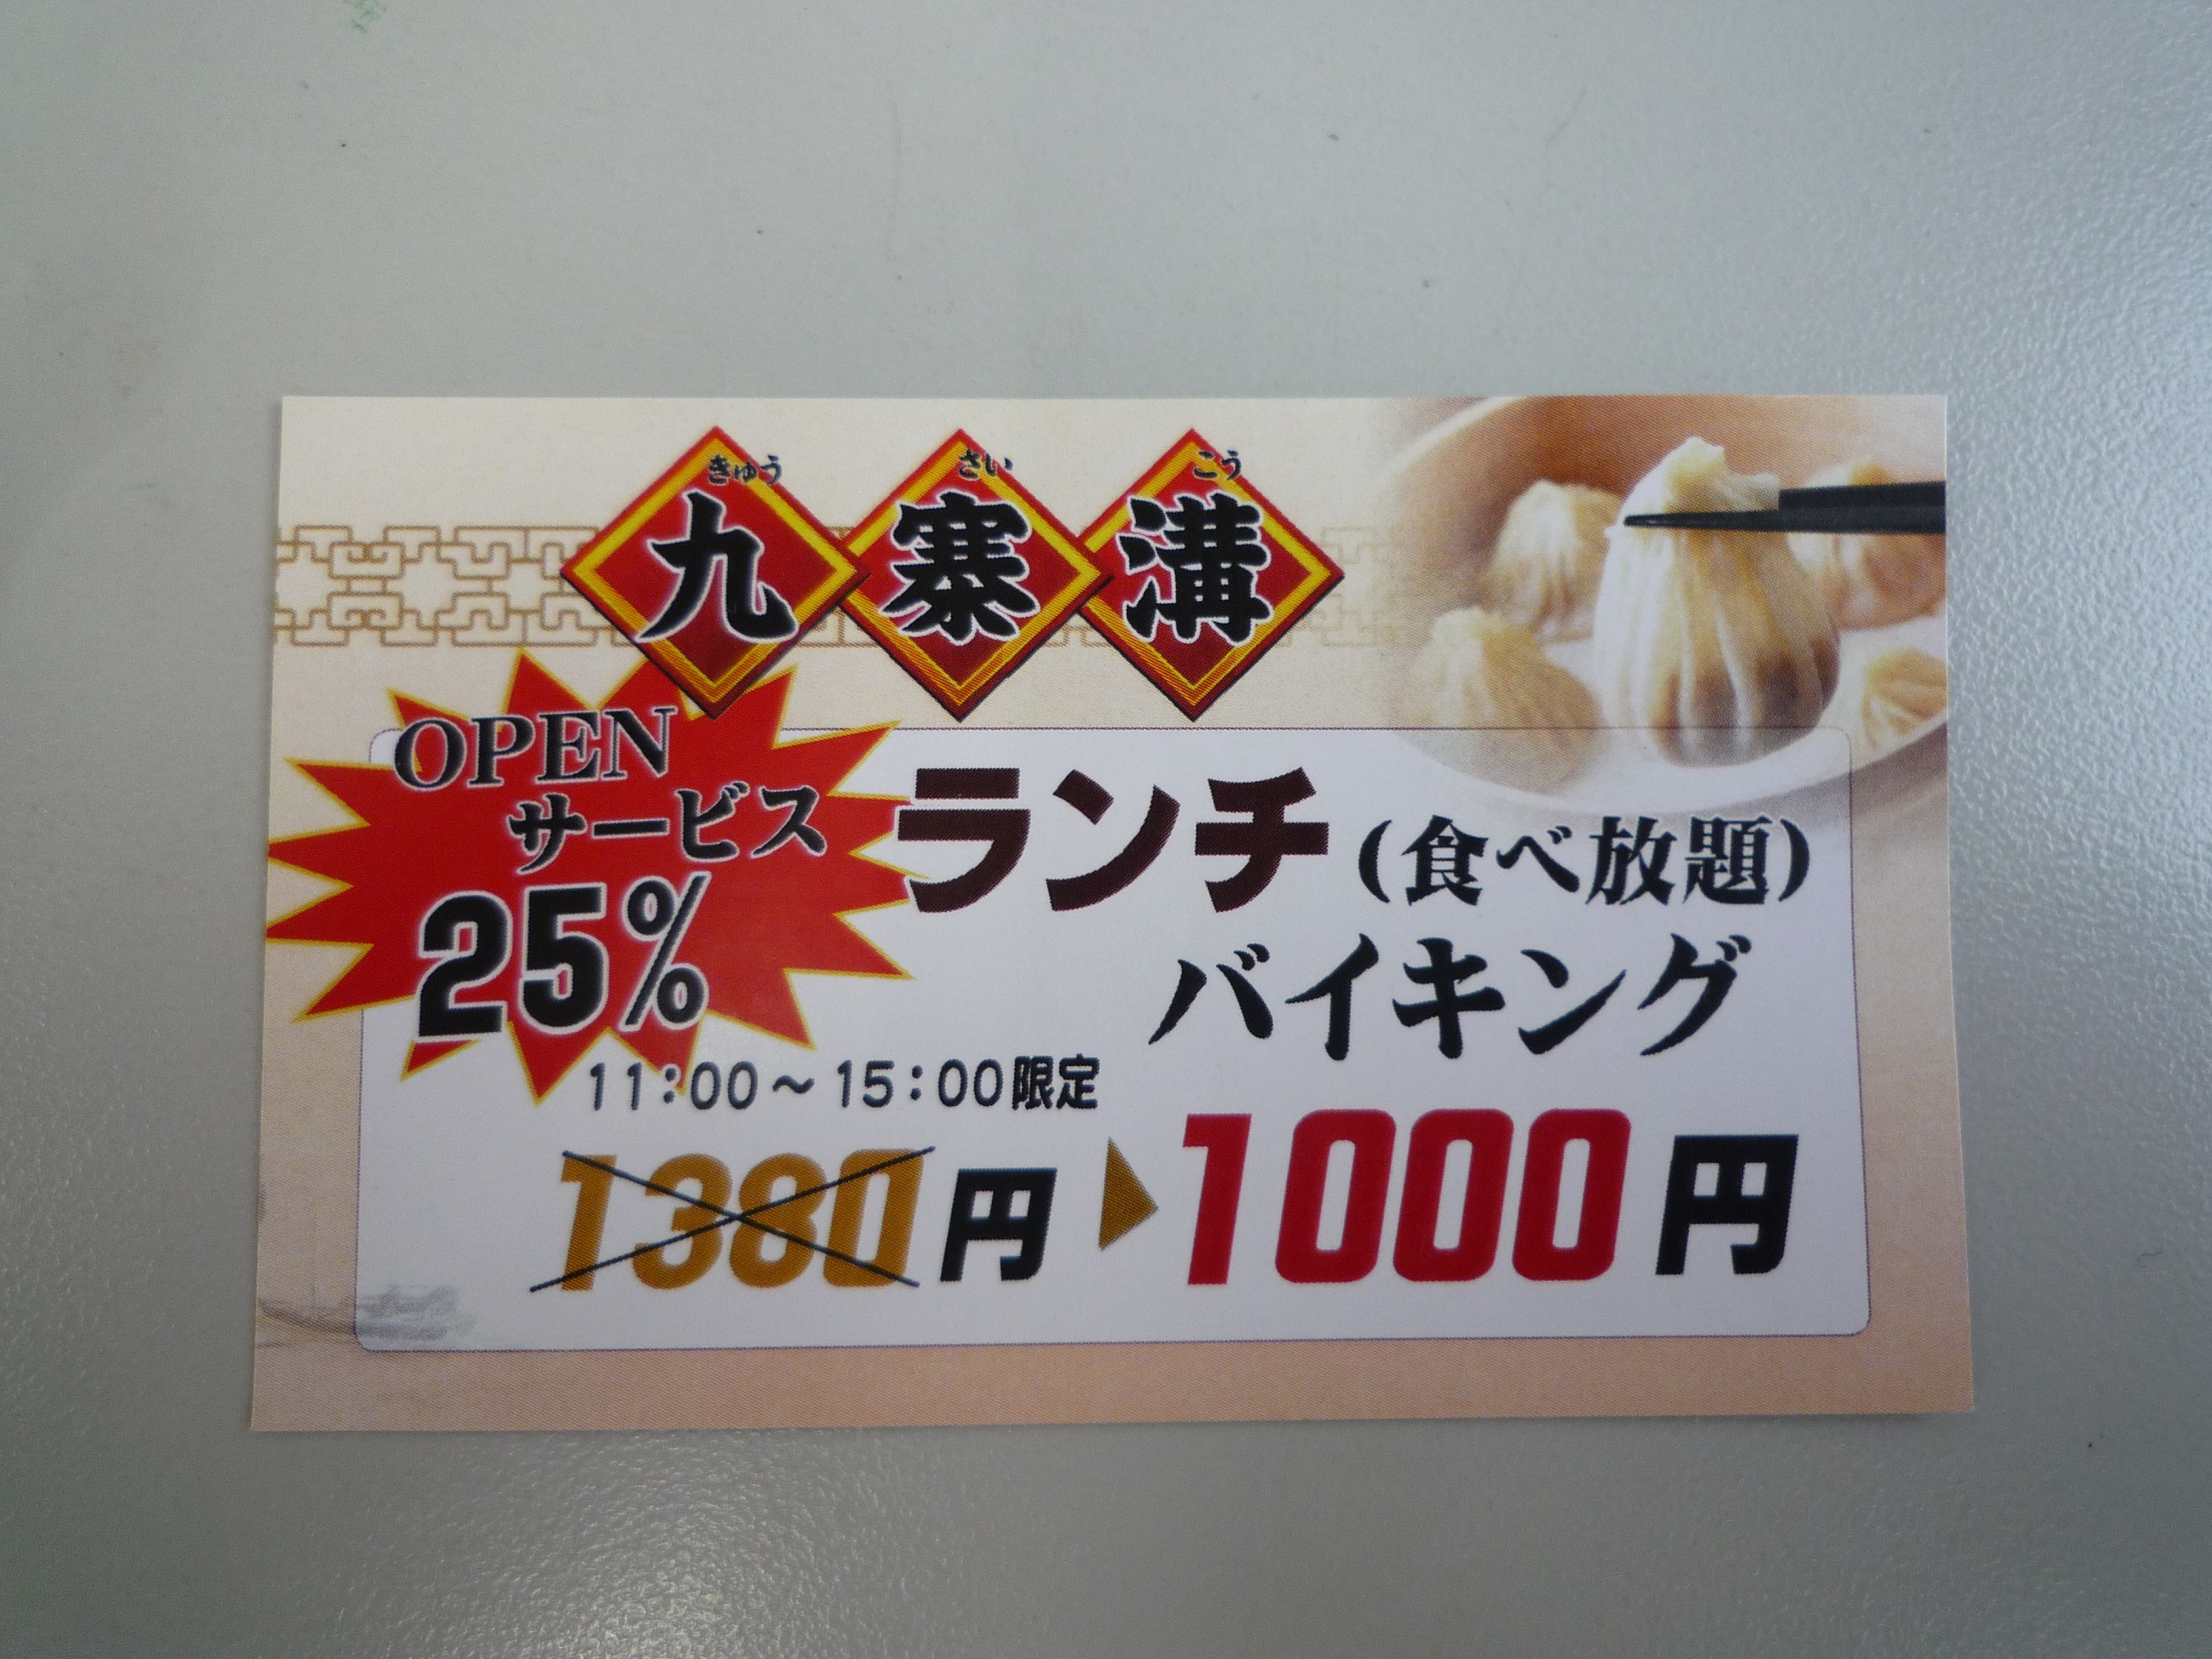 きゅう さい こう
九寨溝
OPEN
サービス
25%
ランチ (食べ放題)
バイキング
11:00～15:00限定
1380円▶1000円